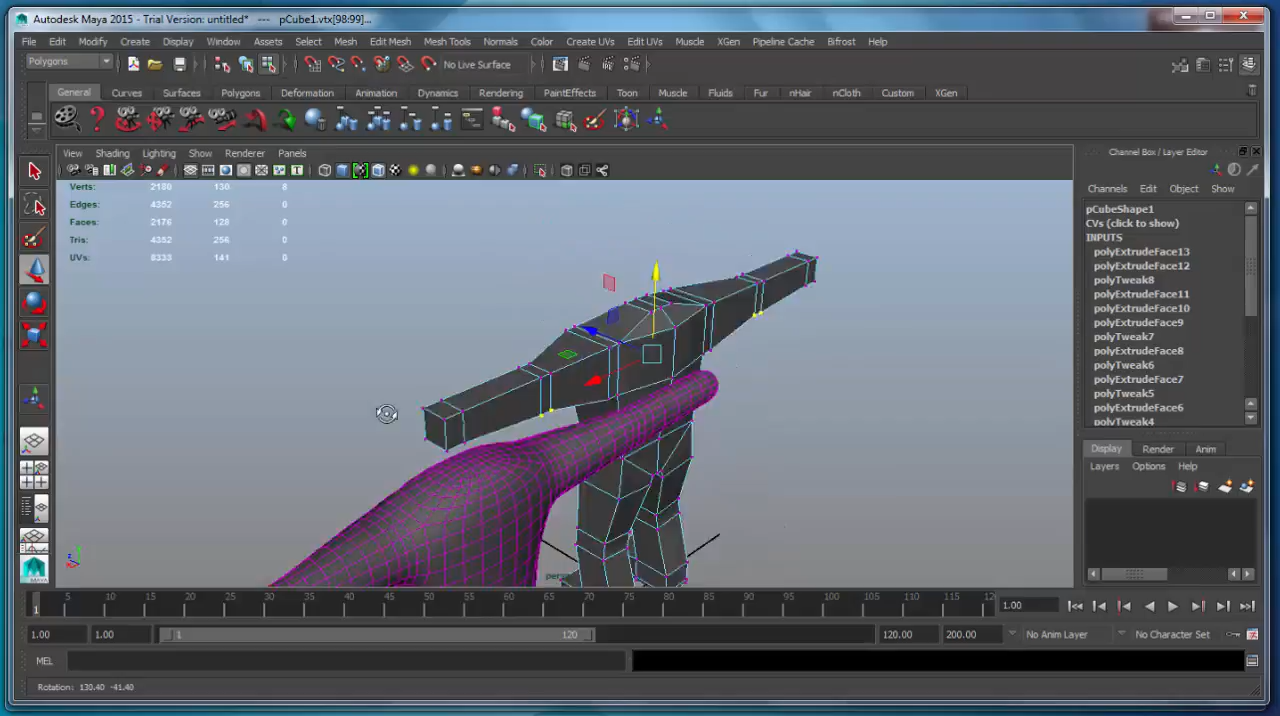 Autodesk Maya 2015 - Trial Version: untitled* --- pCube1.vtx[98:99]...
File Edit Modify Create Display Window Assets Select Mesh Edit Mesh Mesh Tools Normals Color Create UVs Edit UVs Muscle XGen Pipeline Cache Bifrost Help
Polygons No Live Surface
General Curves Surfaces Polygons Deformation Animation Dynamics Rendering PaintEffects Toon Muscle Fluids Fur nHair nCloth Custom XGen
View Shading Lighting Show Renderer Panels
Channel Box / Layer Editor
Verts: 2180 130 8
Edges: 4352 256 0
Faces: 2176 128 0
Tris: 4352 256 0
UVs: 8333 141 0
Channels Edit Object Show
pCubeShape1
CVs (click to show)
INPUTS
polyExtrudeFace13
polyExtrudeFace12
polyTweak8
polyExtrudeFace11
polyExtrudeFace10
polyExtrudeFace9
polyTweak7
polyExtrudeFace8
polyTweak6
polyExtrudeFace7
polyTweak5
polyExtrudeFace6
polyTweak4
Display Render Anim
Layers Options Help
persp
1 5 10 15 20 25 30 35 40 45 50 55 60 65 70 75 80 85 90 95 100 105 110 115 12 1.00
1.00 1.00 1 120 120.00 200.00 No Anim Layer No Character Set
MEL
Rotation: 130.40 -41.40